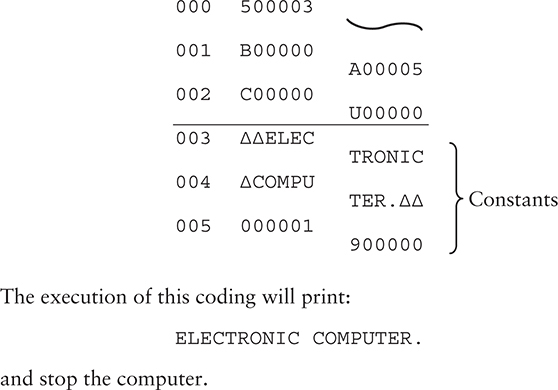 000 500003
001 B00000
A00005
002 C00000
U00000
003 ΔΔELEC
TRONIC
004 ΔCOMPU
TER.ΔΔ
Constants
005 000001
900000
The execution of this coding will print:
ELECTRONIC COMPUTER.
and stop the computer.